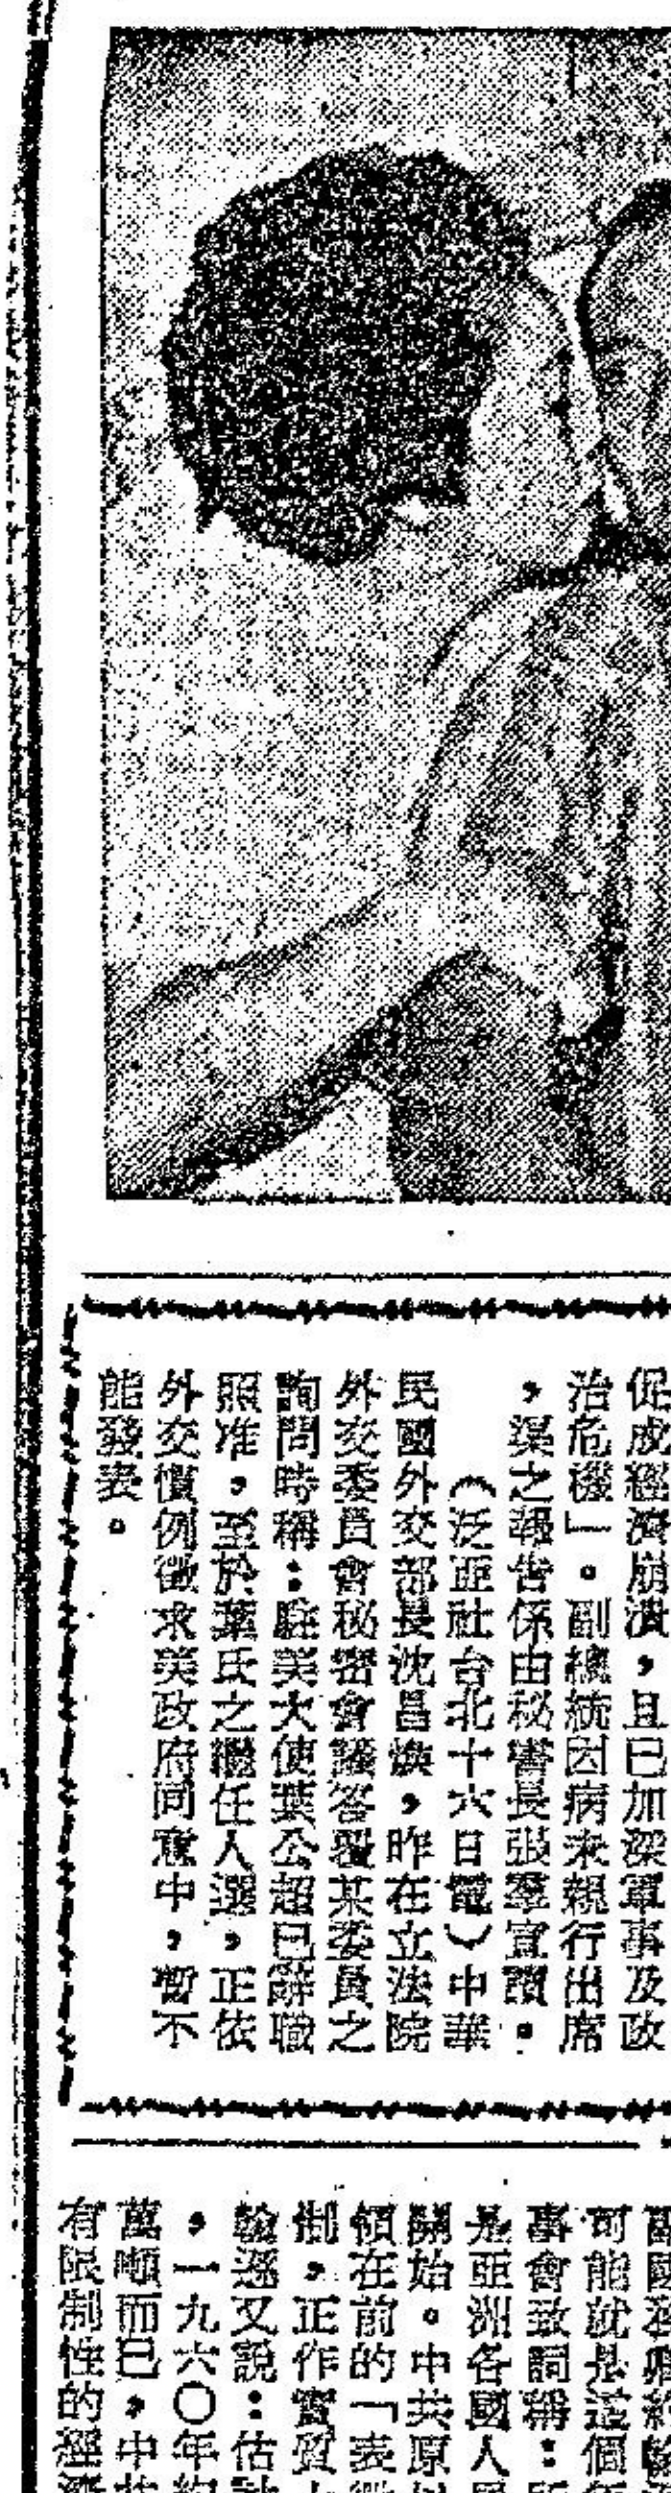 促成經濟崩潰，且已加深軍事及政
治危機」。副總統因病未親行出席
，渠之報告係由秘書長張羣宣讀。
（泛亞社台北十六日電）中華
民國外交部長沈昌煥，昨在立法院
外交委員會秘密會議答覆某委員之
詢問時稱：駐美大使葉公超已辭職
照准，至於葉氏之繼任人選，正依
外交慣例徵求美政府同意中，暫不
能發表。
可能就是這個
事會致詞稱：
是亞洲各國人
開始。中共原
領在前的「表
制，正作實質
輸遜又說：估計
，一九六〇年約
萬噸而已，中共
有限制性的經濟